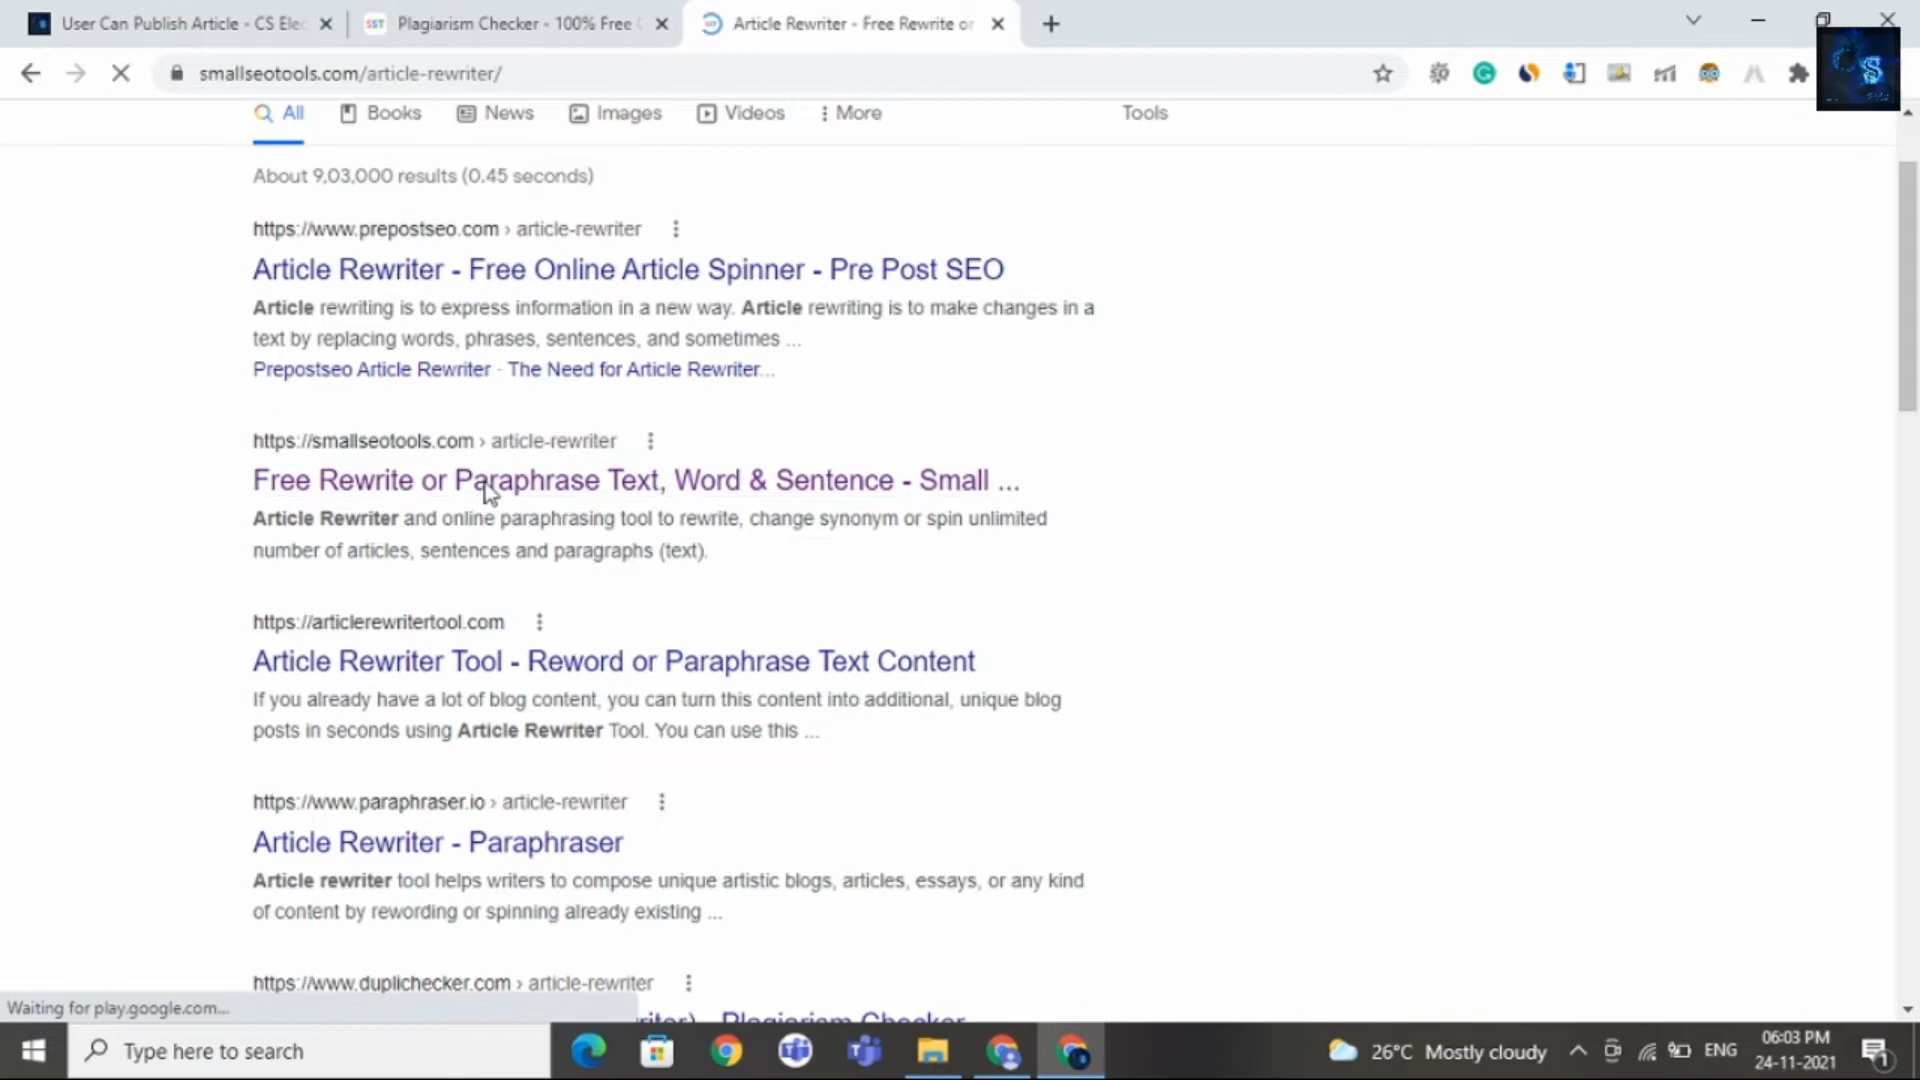 User Can Publish Article - CS Elec
SST
Plagiarism Checker - 100% Free C
Article Rewriter - Free Rewrite or
smallseotools.com/article-rewriter/
All
Books
News
Images
Videos
More
Tools
About 9,03,000 results (0.45 seconds)
https://www.prepostseo.com › article-rewriter
Article Rewriter - Free Online Article Spinner - Pre Post SEO
Article rewriting is to express information in a new way. Article rewriting is to make changes in a
text by replacing words, phrases, sentences, and sometimes ...
Prepostseo Article Rewriter · The Need for Article Rewriter...
https://smallseotools.com › article-rewriter
Free Rewrite or Paraphrase Text, Word & Sentence - Small ...
Article Rewriter and online paraphrasing tool to rewrite, change synonym or spin unlimited
number of articles, sentences and paragraphs (text).
https://articlerewritertool.com
Article Rewriter Tool - Reword or Paraphrase Text Content
If you already have a lot of blog content, you can turn this content into additional, unique blog
posts in seconds using Article Rewriter Tool. You can use this ...
https://www.paraphraser.io › article-rewriter
Article Rewriter - Paraphraser
Article rewriter tool helps writers to compose unique artistic blogs, articles, essays, or any kind
of content by rewording or spinning already existing ...
https://www.duplichecker.com › article-rewriter
riter) - Plagiarism Checker
Waiting for play.google.com...
Type here to search
26°C Mostly cloudy
ENG
06:03 PM
24-11-2021
1